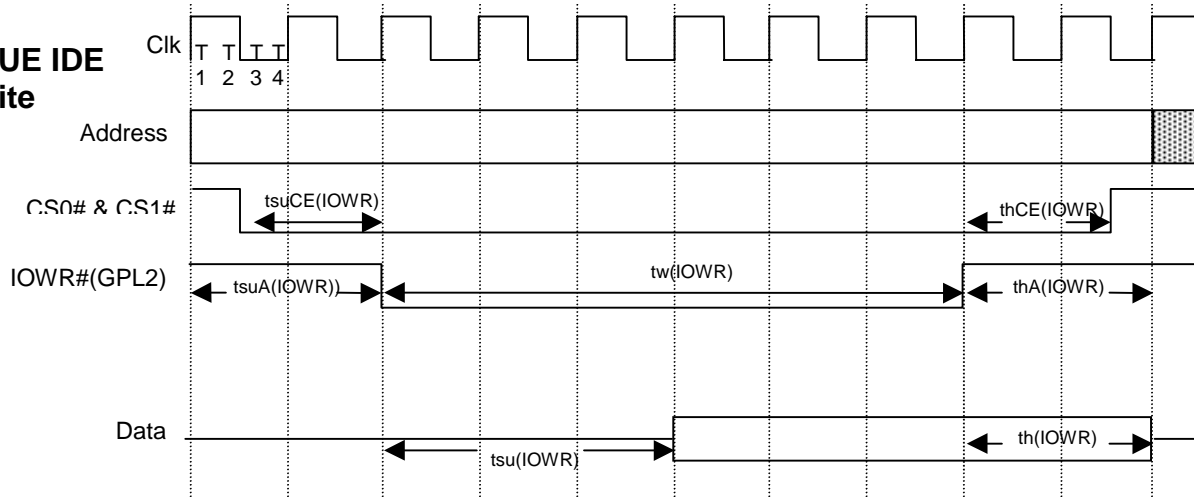 UE IDE
ite
Clk
T T T T
1 2 3 4
Address
CS0# & CS1#
tsuCE(IOWR)
thCE(IOWR)
IOWR#(GPL2)
tsuA(IOWR))
tw(IOWR)
thA(IOWR)
Data
tsu(IOWR)
th(IOWR)